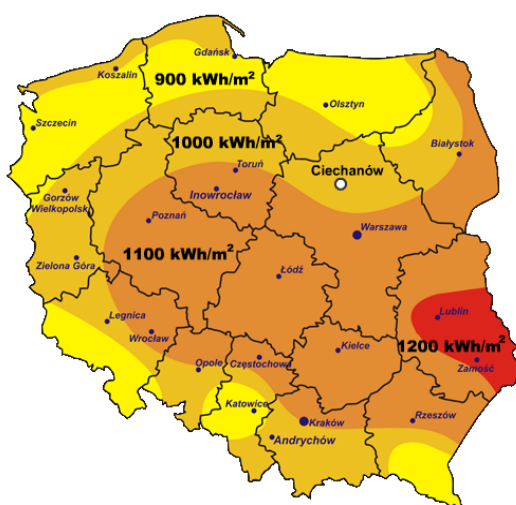 Gdańsk
Koszalin
900 kWh/m²
Olsztyn
Szczecin
1000 kWh/m²
Białystok
Toruń
Ciechanów
Gorzów
Wielkopolski
Inowrocław
Poznań
Warszawa
1100 kWh/m²
Zielona Góra
Łódź
Lublin
Legnica
Wrocław
1200 kWh/m²
Kielce
Opole
Częstochowa
Zamość
Katowice
Kraków
Rzeszów
Andrychów